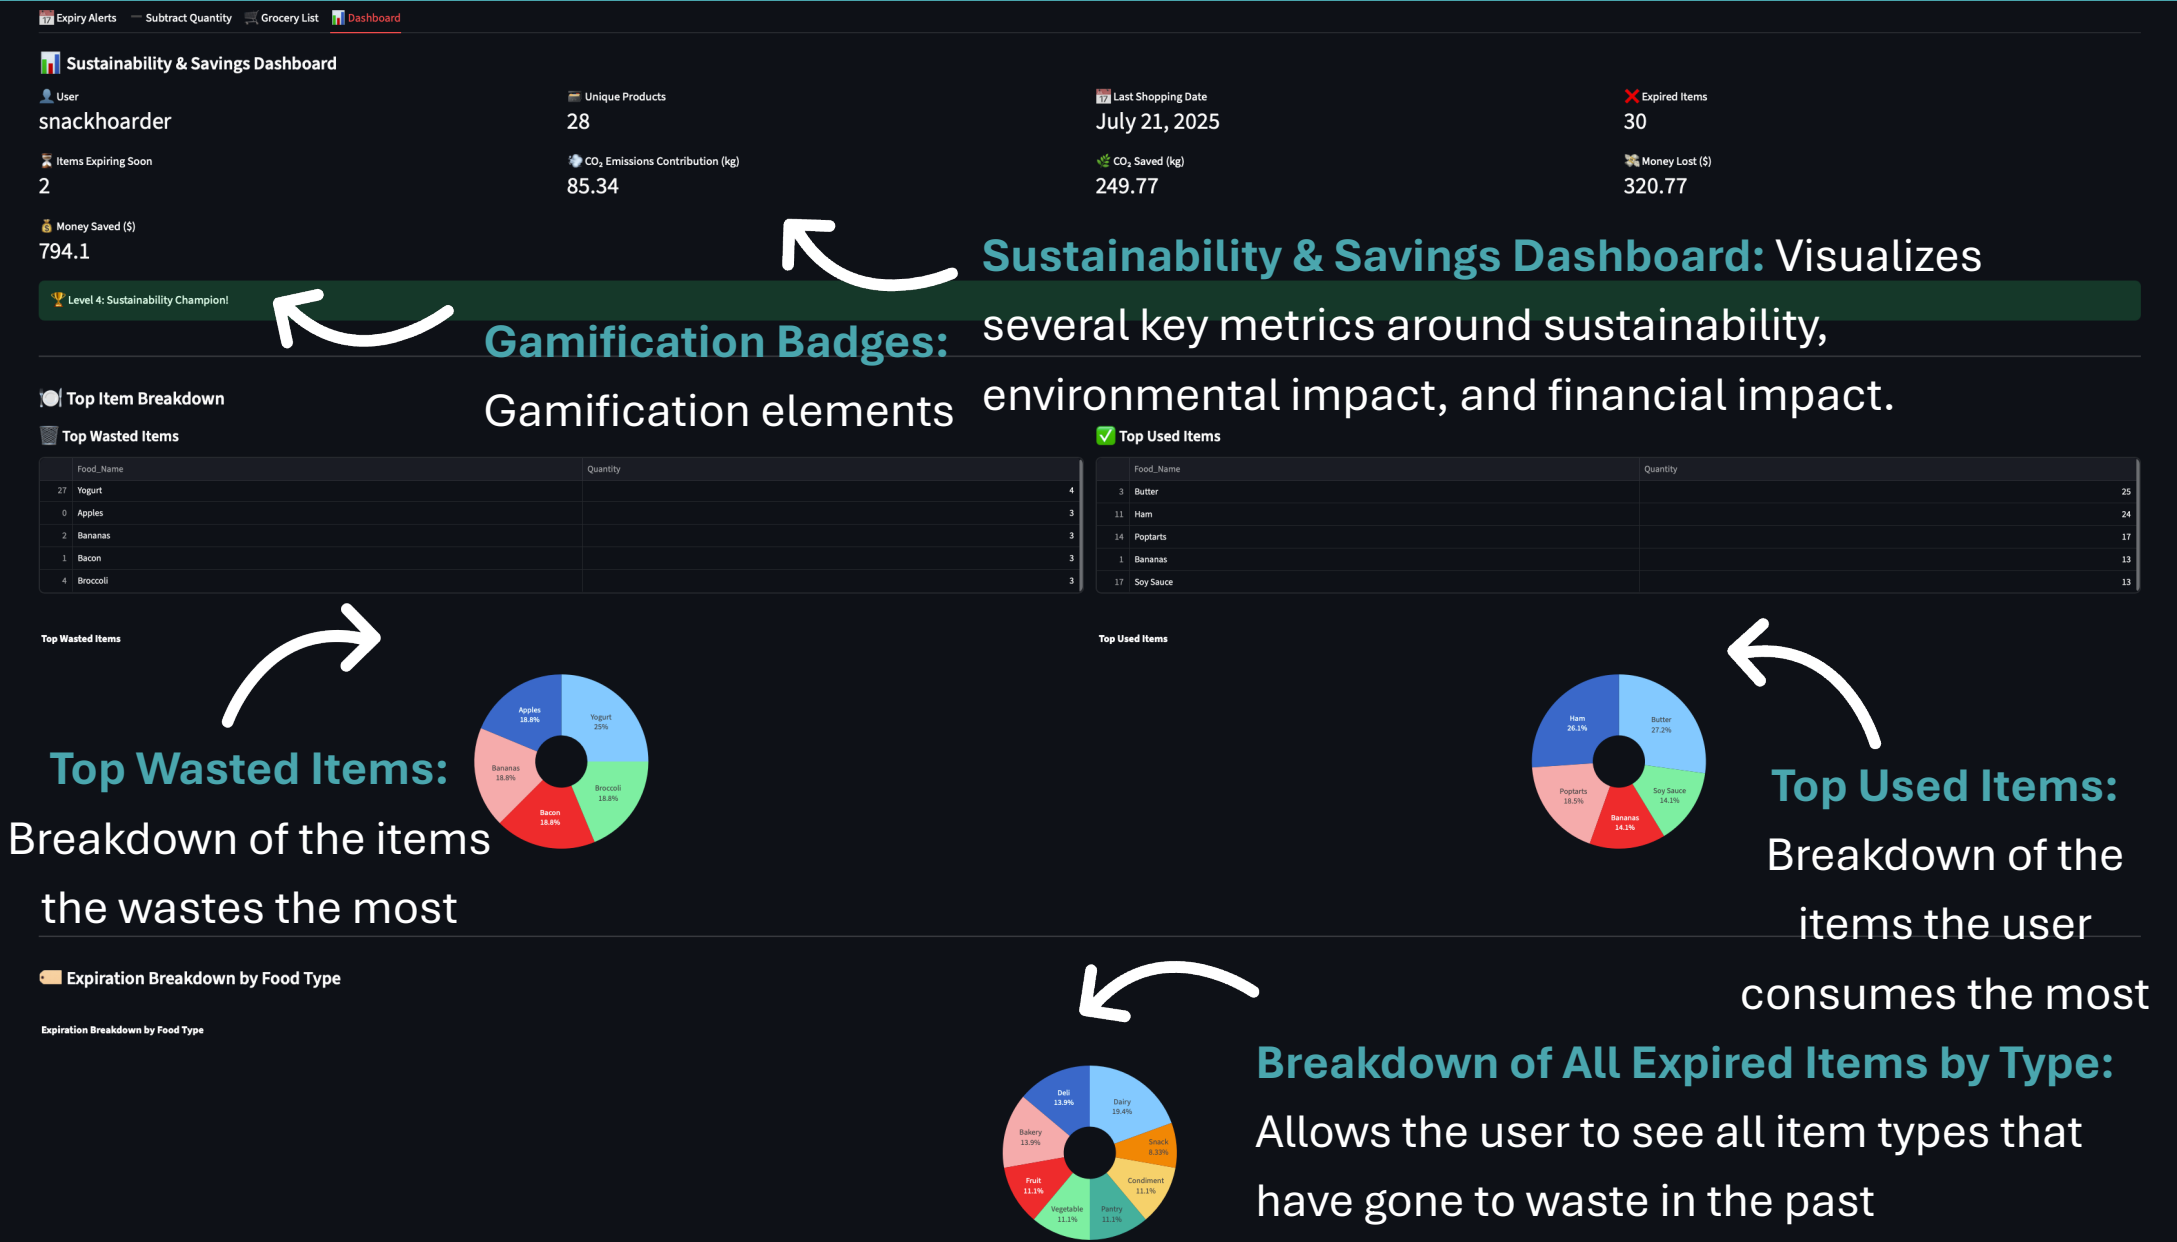 Expiry Alerts
Subtract Quantity
Grocery List
Dashboard
Sustainability & Savings Dashboard
User
snackhoarder
Unique Products
28
Last Shopping Date
July 21, 2025
Expired Items
30
Items Expiring Soon
2
CO₂ Emissions Contribution (kg)
85.34
CO₂ Saved (kg)
249.77
Money Lost ($)
320.77
Money Saved ($)
794.1
Level 4: Sustainability Champion!
Sustainability & Savings Dashboard: Visualizes
several key metrics around sustainability,
environmental impact, and financial impact.
Gamification Badges:
Gamification elements
Top Item Breakdown
Top Wasted Items
Food_Name Quantity
27 Yogurt 4
0 Apples 3
2 Bananas 3
1 Bacon 3
4 Broccoli 3
Top Used Items
Food_Name Quantity
3 Butter 25
11 Ham 24
14 Poptarts 17
1 Bananas 13
17 Soy Sauce 13
Top Wasted Items
Apples
18.8%
Yogurt
25%
Bananas
18.8%
Broccoli
18.8%
Bacon
18.8%
Top Wasted Items:
Breakdown of the items
the wastes the most
Top Used Items
Ham
26.1%
Butter
27.2%
Poptarts
18.5%
Soy Sauce
14.1%
Bananas
14.1%
Top Used Items:
Breakdown of the
items the user
consumes the most
Expiration Breakdown by Food Type
Expiration Breakdown by Food Type
Deli
13.9%
Dairy
19.4%
Bakery
13.9%
Snack
8.33%
Fruit
11.1%
Condiment
11.1%
Vegetable
11.1%
Pantry
11.1%
Breakdown of All Expired Items by Type:
Allows the user to see all item types that
have gone to waste in the past